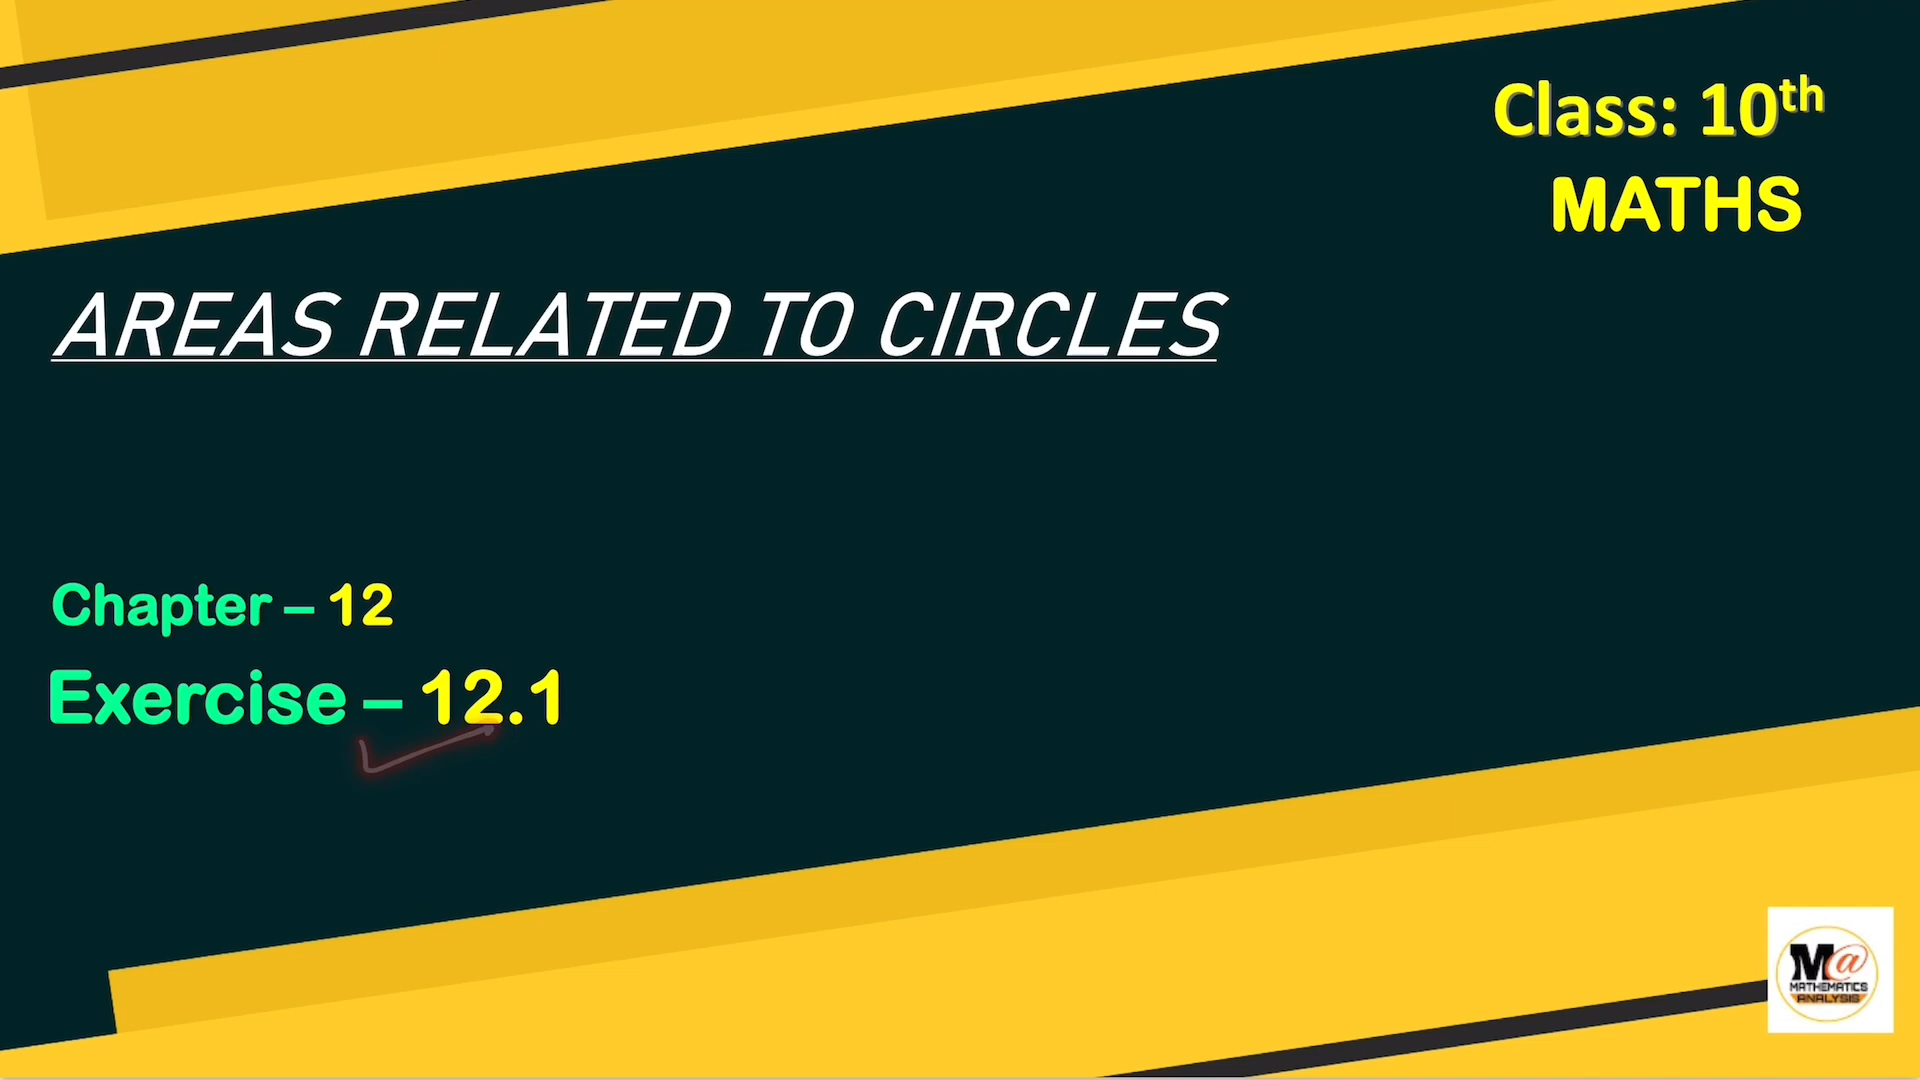 Class: 10th
MATHS
AREAS RELATED TO CIRCLES
Chapter – 12
Exercise – 12.1
M@
MATHEMATICS
ANALYSIS